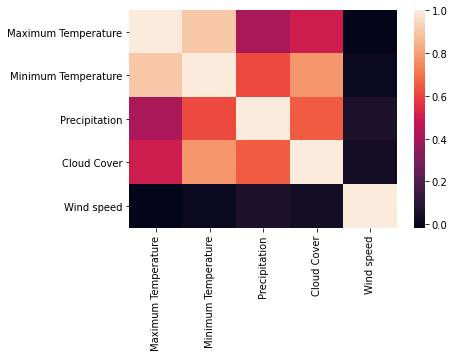 Maximum Temperature
Minimum Temperature
Precipitation
Cloud Cover
Wind speed
Maximum Temperature
Minimum Temperature
Precipitation
Cloud Cover
Wind speed
1.0
0.8
0.6
0.4
0.2
0.0